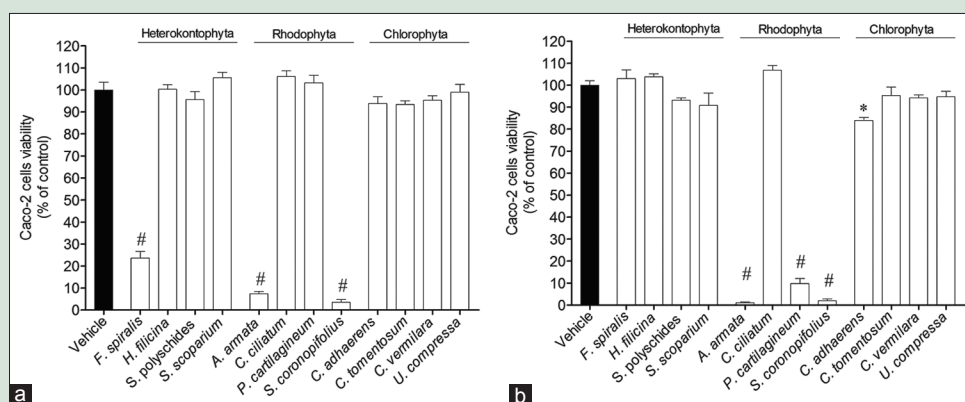 Heterokontophyta Rhodophyta Chlorophyta
120
110
100
90
80
70
60
50
40
30
20
10
0
Caco-2 cells viability
(% of control)
#
#
#
Vehicle
F. spiralis
H. filicina
S. polyschides
S. scoparium
A. armata
C. ciliatum
P. cartilagineum
S. coronopifolius
C. adhaerens
C. tomentosum
C. vermilara
U. compressa
a
Heterokontophyta Rhodophyta Chlorophyta
120
110
100
90
80
70
60
50
40
30
20
10
0
Caco-2 cells viability
(% of control)
#
#
#
*
Vehicle
F. spiralis
H. filicina
S. polyschides
S. scoparium
A. armata
C. ciliatum
P. cartilagineum
S. coronopifolius
C. adhaerens
C. tomentosum
C. vermilara
U. compressa
b